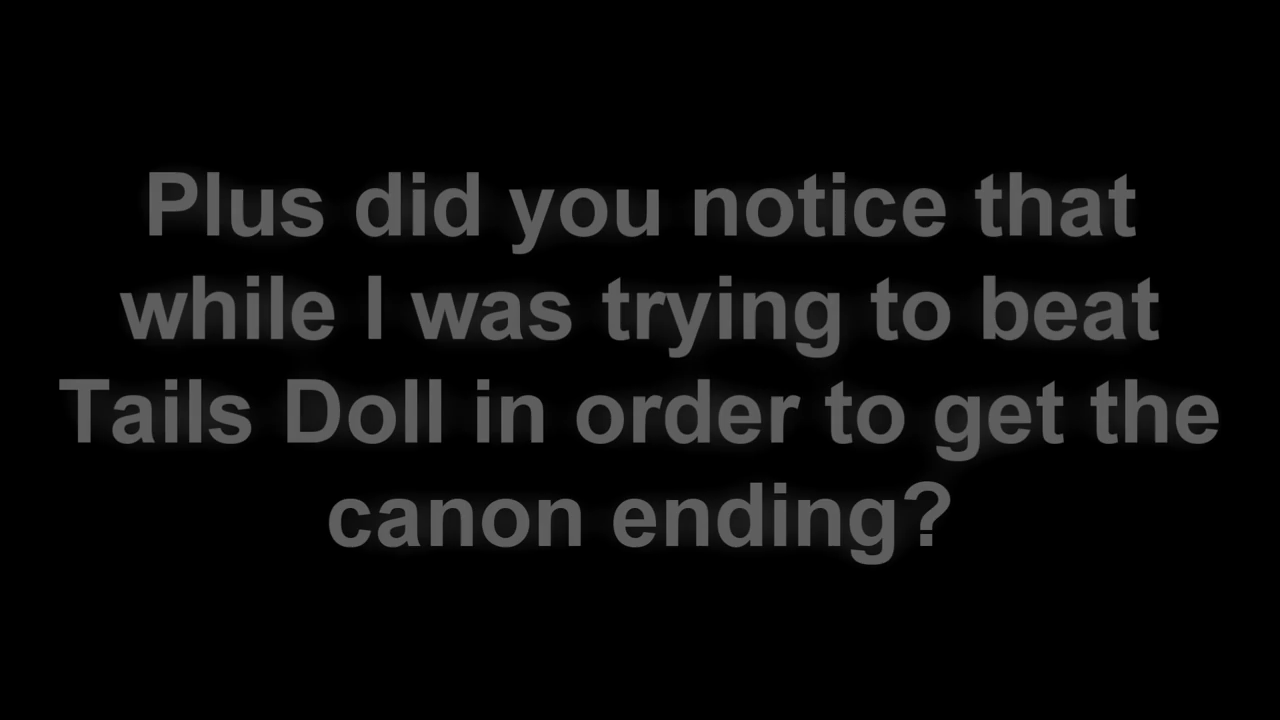 Plus did you notice that
while I was trying to beat
Tails Doll in order to get the
canon ending?